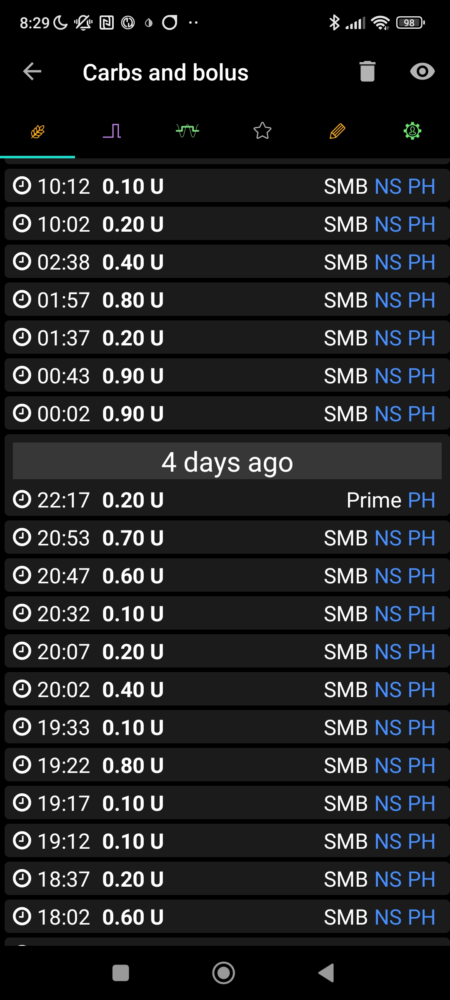 8:29 98
Carbs and bolus
10:12 0.10 U SMB NS PH
10:02 0.20 U SMB NS PH
02:38 0.40 U SMB NS PH
01:57 0.80 U SMB NS PH
01:37 0.20 U SMB NS PH
00:43 0.90 U SMB NS PH
00:02 0.90 U SMB NS PH
4 days ago
22:17 0.20 U Prime PH
20:53 0.70 U SMB NS PH
20:47 0.60 U SMB NS PH
20:32 0.10 U SMB NS PH
20:07 0.20 U SMB NS PH
20:02 0.40 U SMB NS PH
19:33 0.10 U SMB NS PH
19:22 0.80 U SMB NS PH
19:17 0.10 U SMB NS PH
19:12 0.10 U SMB NS PH
18:37 0.20 U SMB NS PH
18:02 0.60 U SMB NS PH